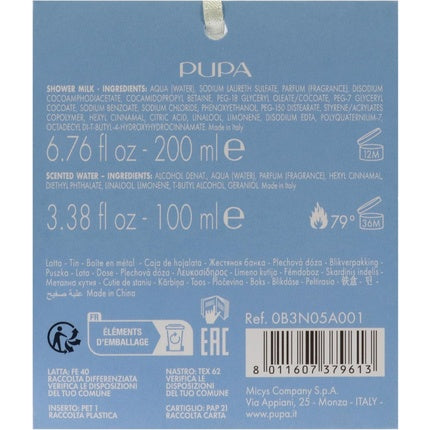 PUPA
SHOWER MILK - INGREDIENTS: AQUA (WATER), SODIUM LAURETH SULFATE, PARFUM (FRAGRANCE), DISODIUM
COCOAMPHODIACETATE, COCAMIDOPROPYL BETAINE, PEG-18 GLYCERYL OLEATE/COCOATE, PEG-7 GLYCERYL
COCOATE, SODIUM BENZOATE, SODIUM CHLORIDE, PHENOXYETHANOL, PEG-150 DISTEARATE, STYRENE/ACRYLATES
COPOLYMER, HEXYL CINNAMAL, CITRIC ACID, LINALOOL, LIMONENE, DISODIUM EDTA, POLYQUATERNIUM-7,
OCTADECYL DI-T-BUTYL-4-HYDROXYHYDROCINNAMATE. Made in Italy
6.76 fl oz - 200 ml e
12M
SCENTED WATER - INGREDIENTS: ALCOHOL DENAT., AQUA (WATER), PARFUM (FRAGRANCE), HEXYL CINNAMAL,
DIETHYL PHTHALATE, LINALOOL, LIMONENE, T-BUTYL ALCOHOL, GERANIOL Made in Italy
3.38 fl oz - 100 ml e
79°
36M
Latta - Tin - Boîte en métal - Caja de hojalata - Жестяная банка - Plechová dóza - Blikverpakking
Puszka - Lata - Dose - Plechová dóza - Λευκοσίδηρος - Limeno kutija - Fémdoboz - Skardinis indelis
Метална кутия - Cutie de staniu - Kārbiņa - Toos - Pločevina - Boks - Blikdåse - Peltirasia - 铁盒 - 틴
علبة صفيح - Made in China
FR
ÉLÉMENTS
D'EMBALLAGE
EAC
Ref. 0B3N05A001
LATTA: FE 40
RACCOLTA DIFFERENZIATA
VERIFICA LE
DISPOSIZIONI
DEL TUO COMUNE
INSERTO: PET 1
RACCOLTA PLASTICA
NASTRO: TEX 62
VERIFICA LE
DISPOSIZIONI
DEL TUO COMUNE
CARTIGLIO: PAP 21
RACCOLTA CARTA
8 011607 379613
Micys Company S.p.A.
Via Appiani, 25 - Monza - ITALY
www.pupa.it